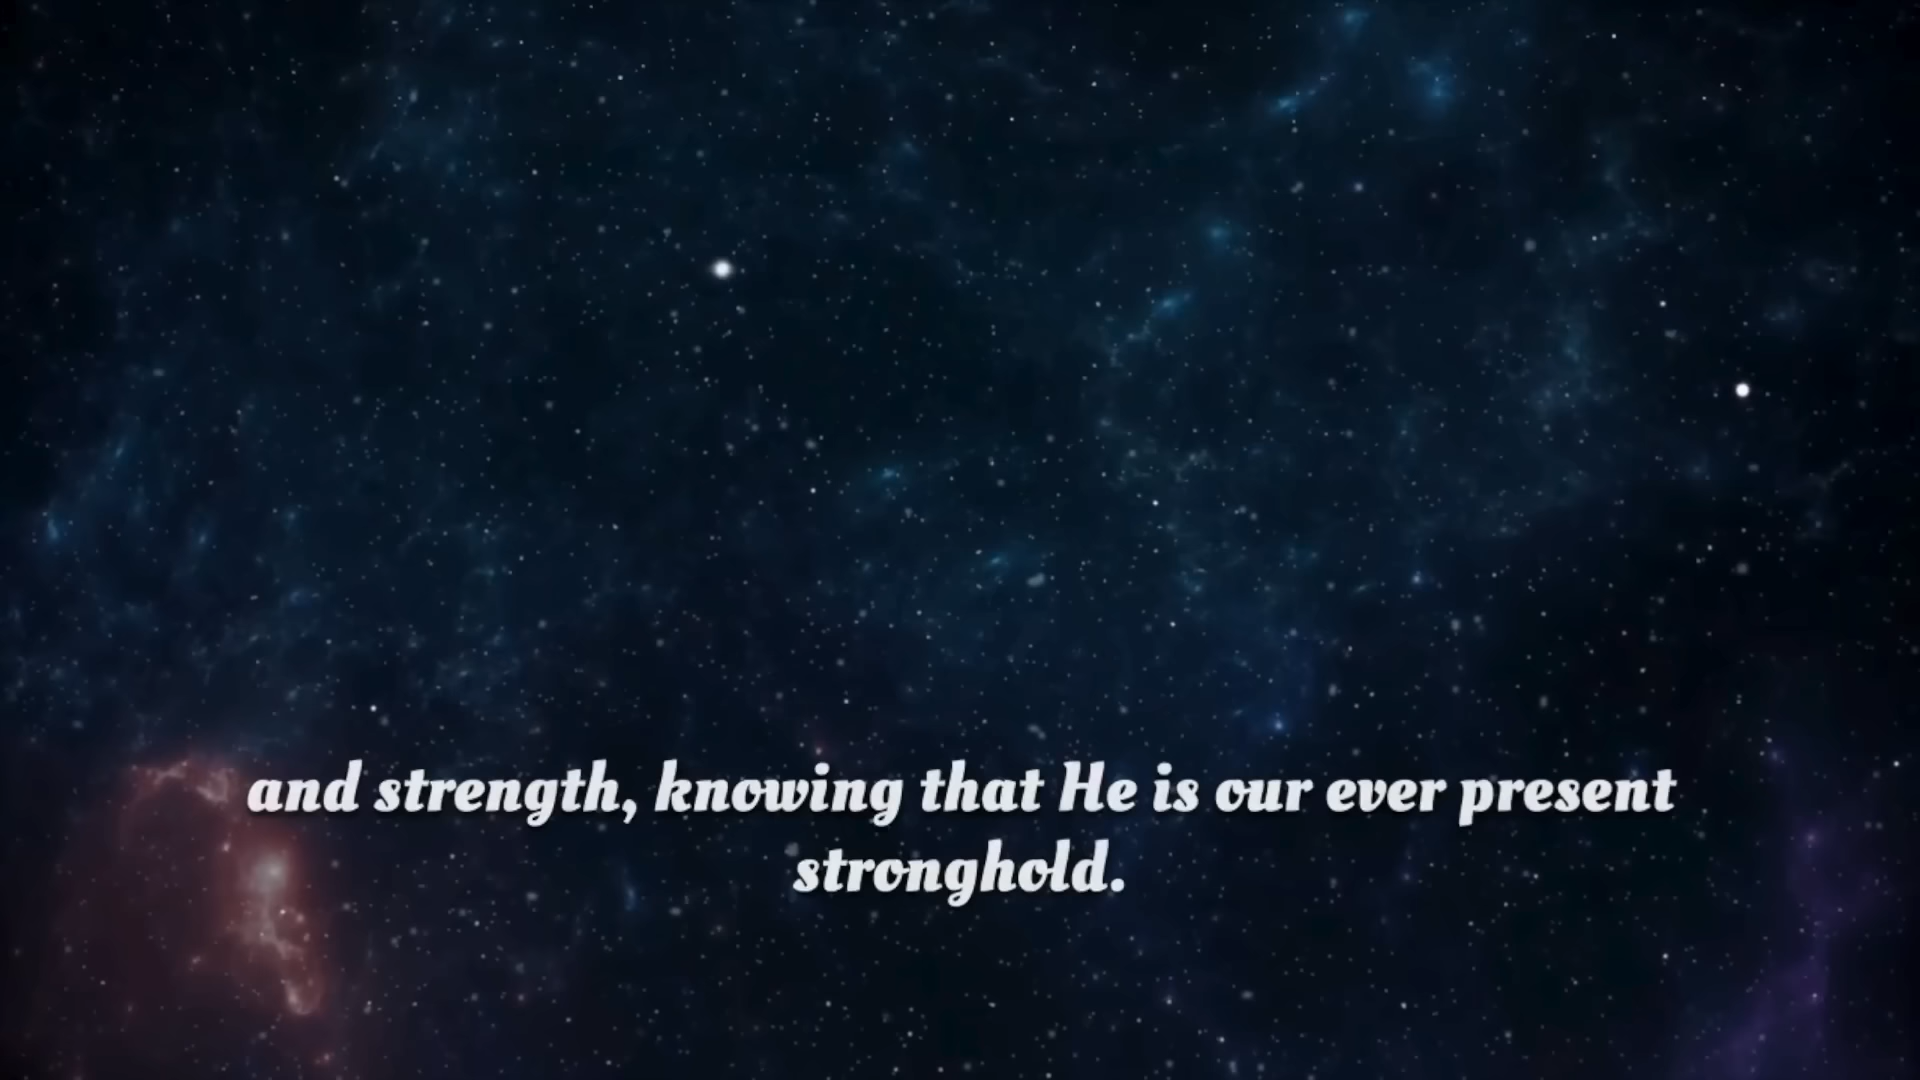 and strength, knowing that He is our ever present
stronghold.